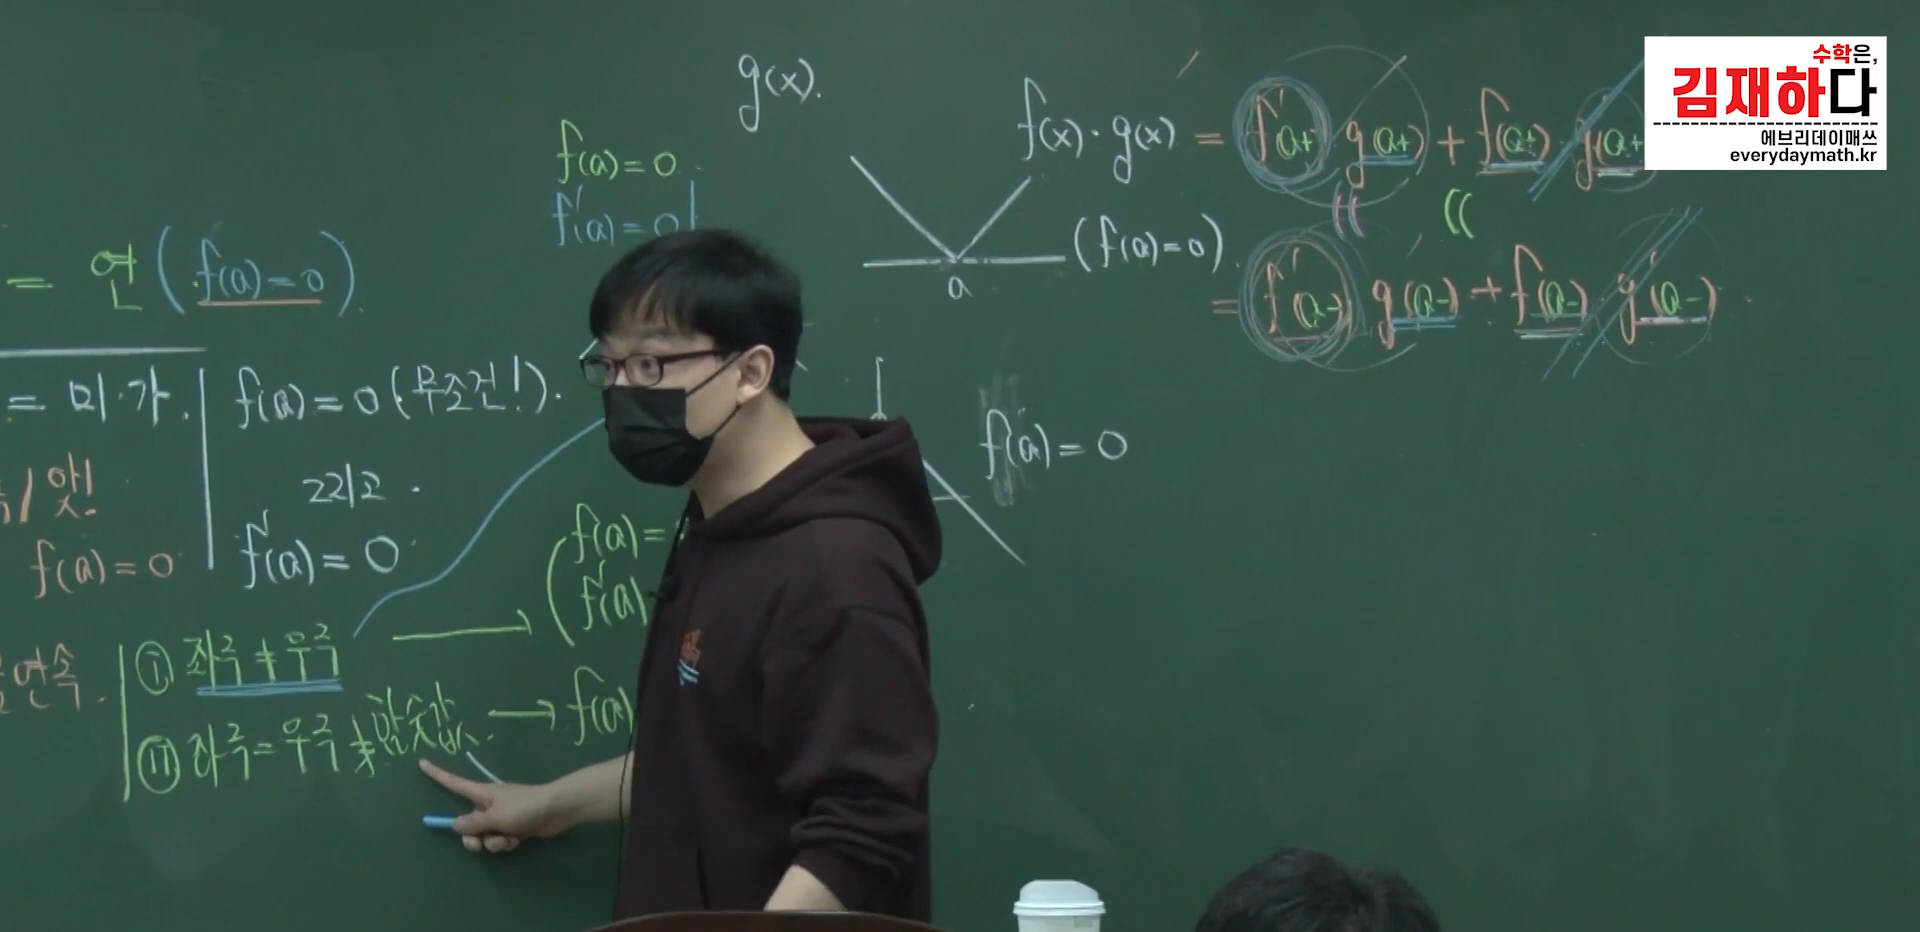 g(x).
f(x)·g(x) = f'(a+) g(a+) + f(a+) g'(a+
= f'(a-) g(a-) + f(a-) g'(a-)
(f(a)=0).
a
f(a)=0
f'(a)=0
= 연 (f(a)=0).
= 미·가.
f(a)=0 (무조건!).
그리고.
f'(a)=0
앗!
f(a)=0
연속.
① 좌극≠우극 →
f(a)=
f'(a)
② 좌극=우극≠함숫값. → f(a)
f(a)=0
수학은,
김재하다
에브리데이매쓰
everydaymath.kr